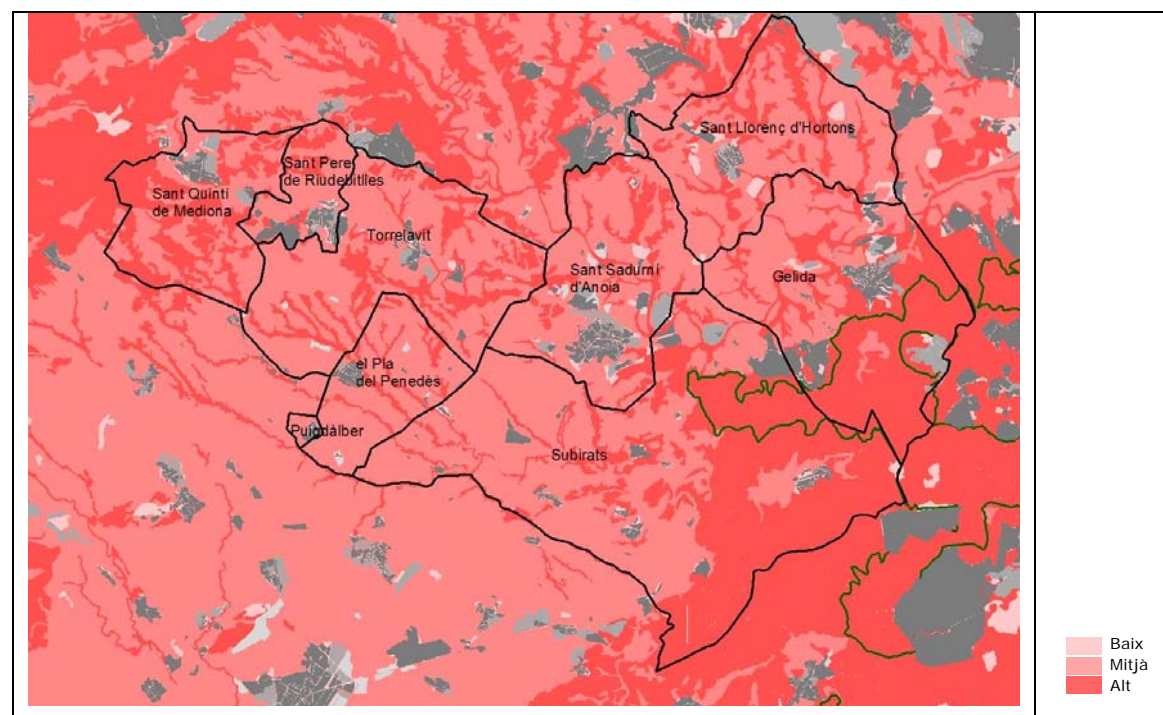 Sant Llorenç d'Hortons
Sant Pere
de Riudebitlles
Sant Quintí
de Mediona
Torrelavit
Sant Sadurní
d'Anoia
Gelida
el Pla
del Penedès
Puigdàlber
Subirats
Baix
Mitjà
Alt